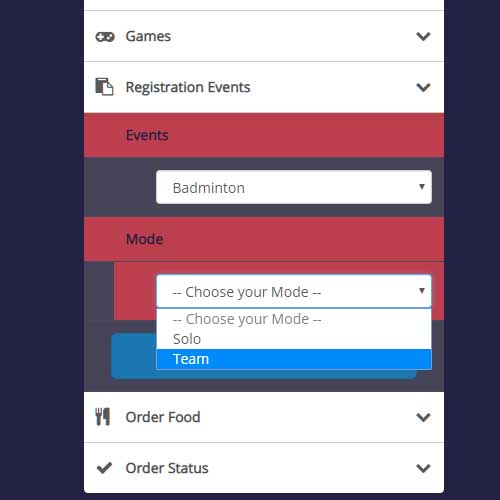 Games
Registration Events
Events
Badminton
Mode
-- Choose your Mode --
-- Choose your Mode --
Solo
Team
Order Food
Order Status